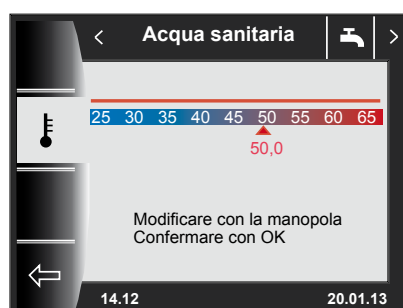 < Acqua sanitaria >
25 30 35 40 45 50 55 60 65
50,0
Modificare con la manopola
Confermare con OK
14.12 20.01.13